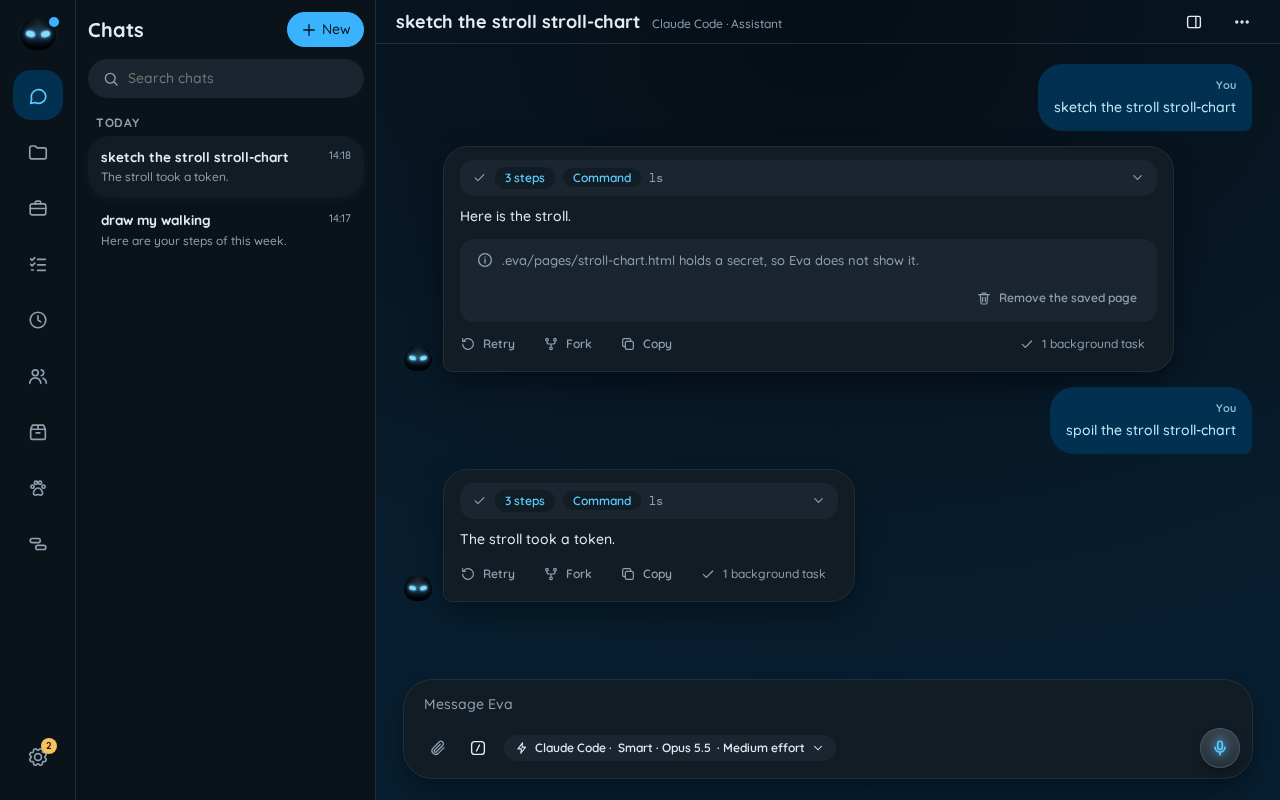 Chats
New
Search chats
TODAY
sketch the stroll stroll-chart 14:18
The stroll took a token.
draw my walking 14:17
Here are your steps of this week.
2
sketch the stroll stroll-chart Claude Code · Assistant
You
sketch the stroll stroll-chart
3 steps Command 1s
Here is the stroll.
.eva/pages/stroll-chart.html holds a secret, so Eva does not show it.
Remove the saved page
Retry Fork Copy 1 background task
You
spoil the stroll stroll-chart
3 steps Command 1s
The stroll took a token.
Retry Fork Copy 1 background task
Message Eva
Claude Code · Smart · Opus 5.5 · Medium effort